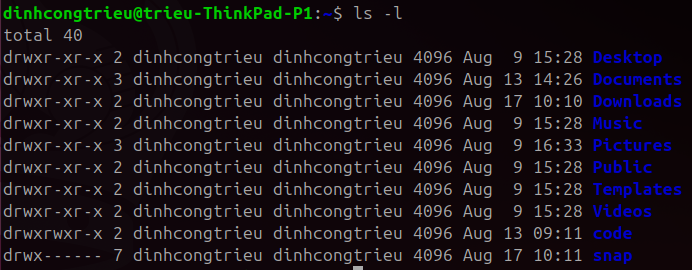 dinhcongtrieu@trieu-ThinkPad-P1:~$ ls -l
total 40
drwxr-xr-x 2 dinhcongtrieu dinhcongtrieu 4096 Aug  9 15:28 Desktop
drwxr-xr-x 3 dinhcongtrieu dinhcongtrieu 4096 Aug 13 14:26 Documents
drwxr-xr-x 2 dinhcongtrieu dinhcongtrieu 4096 Aug 17 10:10 Downloads
drwxr-xr-x 2 dinhcongtrieu dinhcongtrieu 4096 Aug  9 15:28 Music
drwxr-xr-x 3 dinhcongtrieu dinhcongtrieu 4096 Aug  9 16:33 Pictures
drwxr-xr-x 2 dinhcongtrieu dinhcongtrieu 4096 Aug  9 15:28 Public
drwxr-xr-x 2 dinhcongtrieu dinhcongtrieu 4096 Aug  9 15:28 Templates
drwxr-xr-x 2 dinhcongtrieu dinhcongtrieu 4096 Aug  9 15:28 Videos
drwxrwxr-x 2 dinhcongtrieu dinhcongtrieu 4096 Aug 13 09:11 code
drwx------ 7 dinhcongtrieu dinhcongtrieu 4096 Aug 17 10:11 snap